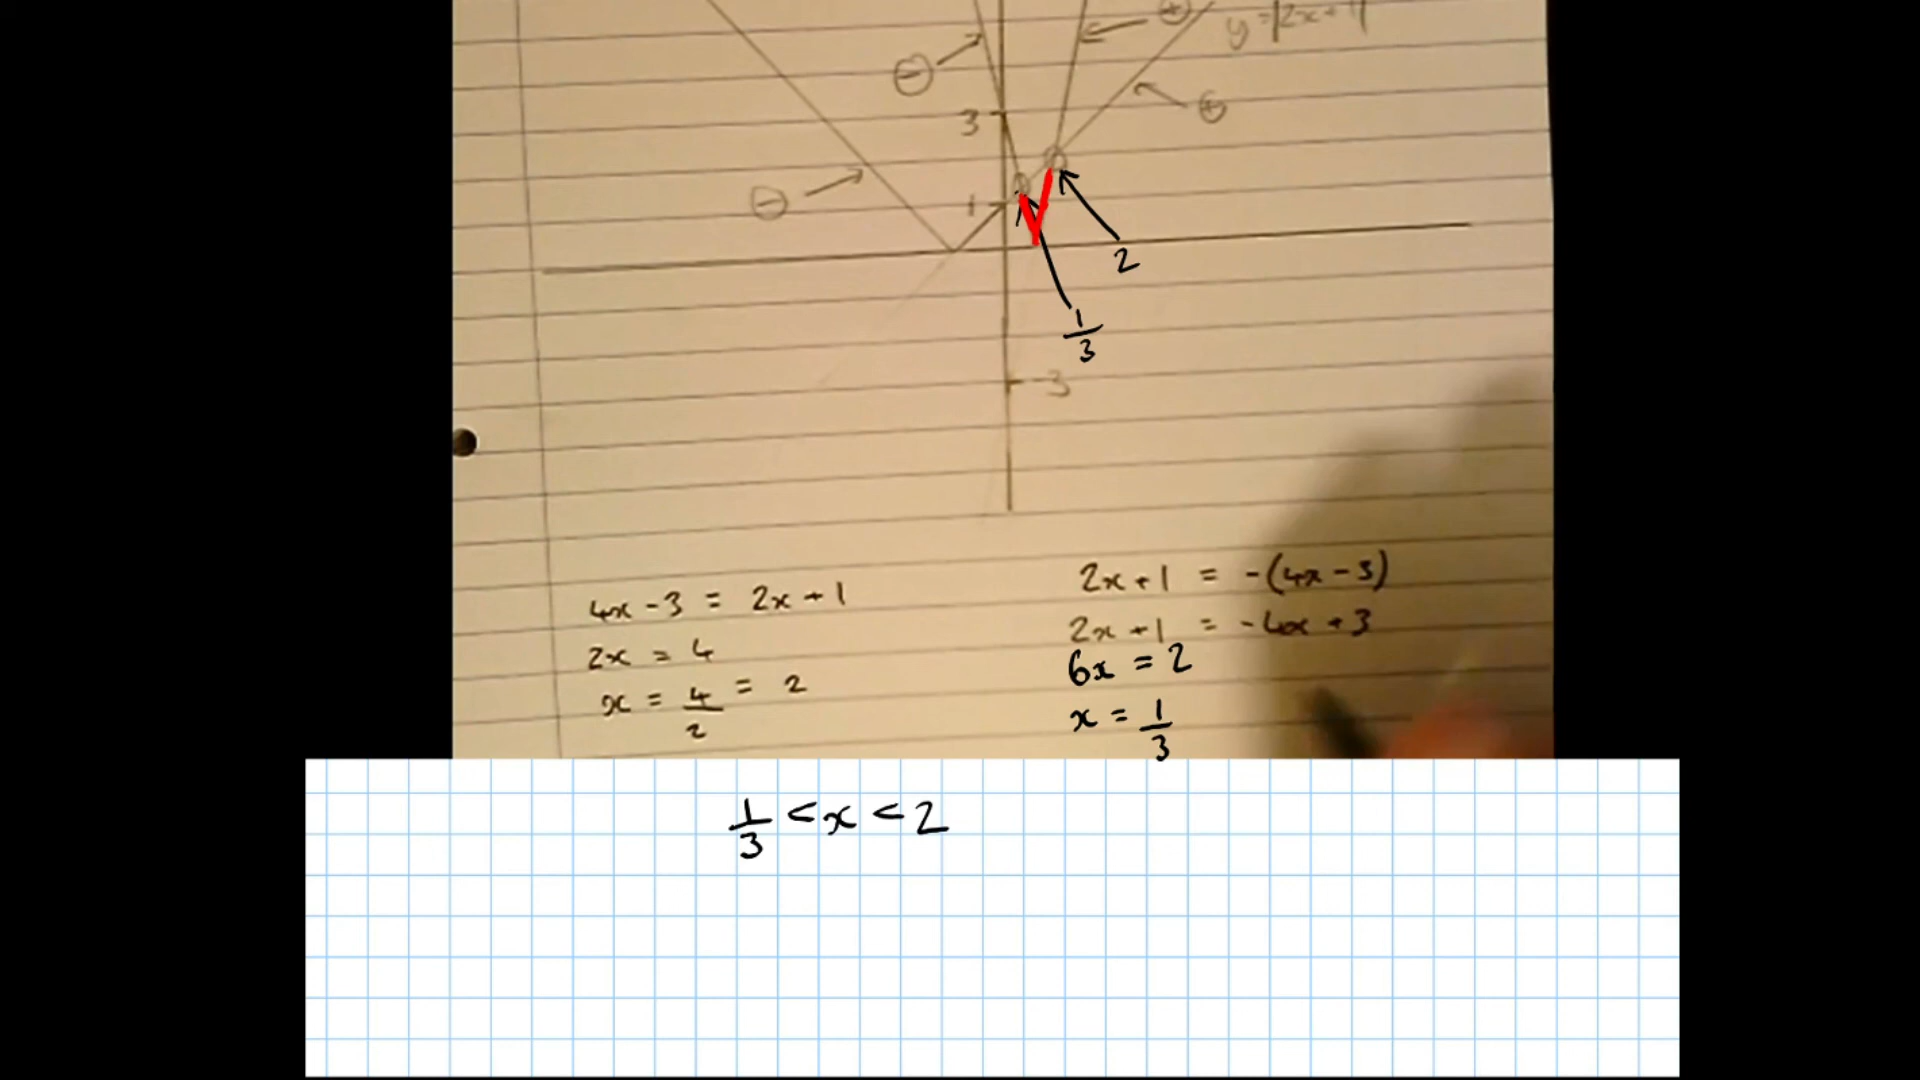 y = |2x+1|
3
1
2
1/3
-3
4x - 3 = 2x + 1
2x = 4
x = 4/2 = 2
2x + 1 = -(4x - 3)
2x + 1 = -4x + 3
6x = 2
x = 1/3
1/3 < x < 2